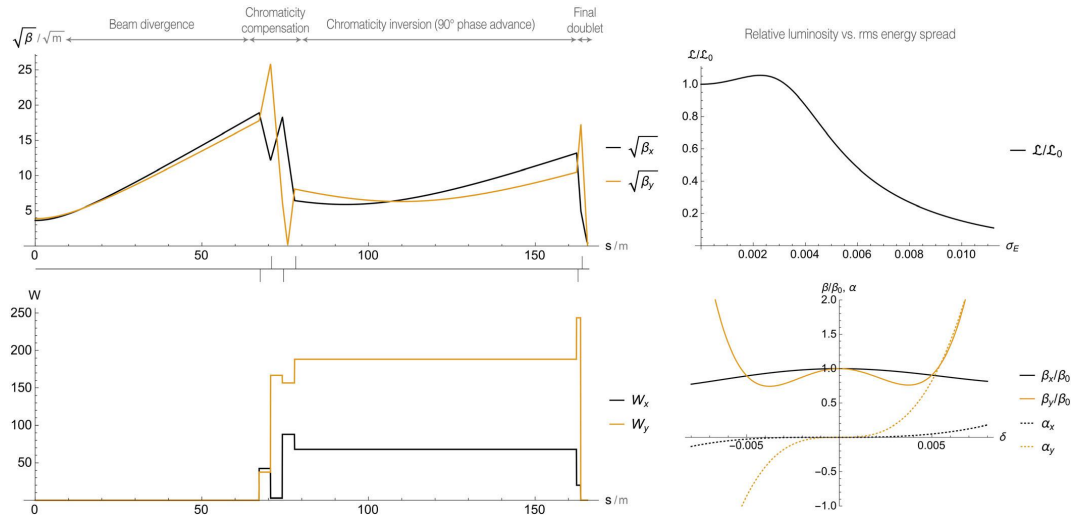 Beam divergence
Chromaticity
compensation
Chromaticity inversion (90° phase advance)
Final
doublet
√β / √m
25
20
15
10
5
0
50
100
150
s / m
√βx
√βy
W
250
200
150
100
50
0
50
100
150
s / m
Wx
Wy
Relative luminosity vs. rms energy spread
ℒ/ℒ0
1.0
0.8
0.6
0.4
0.2
0.002
0.004
0.006
0.008
0.010
σE
ℒ/ℒ0
β/β0, α
2.0
1.5
1.0
0.5
0.0
-0.5
-1.0
-0.005
0.005
δ
βx/β0
βy/β0
αx
αy